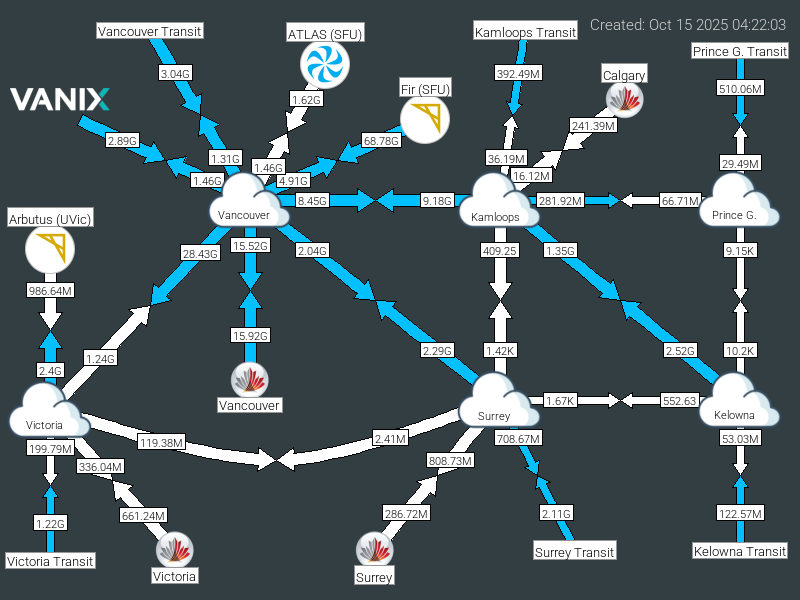 Created: Oct 15 2025 04:22:03
Vancouver Transit
ATLAS (SFU)
Kamloops Transit
Prince G. Transit
3.04G
392.49M
Calgary
Fir (SFU)
510.06M
VANIX
1.62G
241.39M
2.89G
68.78G
1.31G
36.19M
29.49M
1.46G
16.12M
1.46G
4.91G
8.45G
9.18G
281.92M
66.71M
Vancouver
Kamloops
Prince G.
Arbutus (UVic)
28.43G
15.52G
2.04G
409.25
1.35G
9.15K
986.64M
15.92G
1.24G
2.29G
1.42K
2.52G
10.2K
2.4G
Vancouver
1.67K
552.63
Victoria
Surrey
Kelowna
119.38M
2.41M
199.79M
708.67M
53.03M
336.04M
808.73M
661.24M
286.72M
1.22G
2.11G
122.57M
Victoria Transit
Victoria
Surrey
Surrey Transit
Kelowna Transit